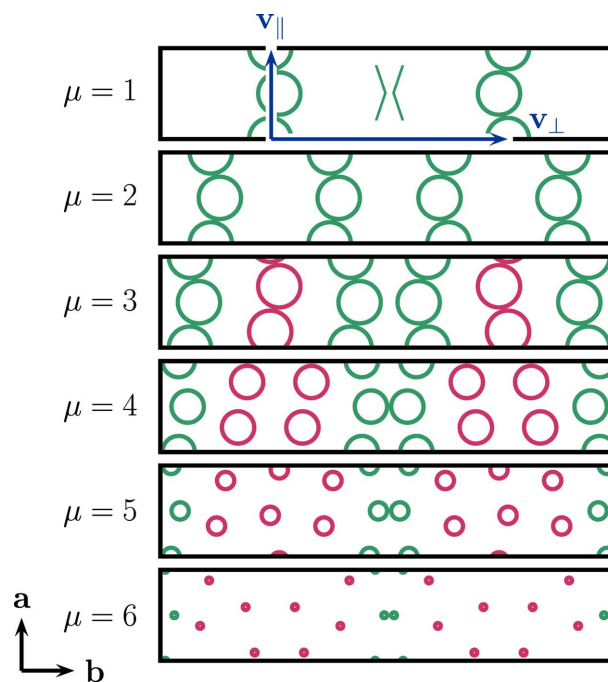 v∥
μ = 1
v⊥
μ = 2
μ = 3
μ = 4
μ = 5
μ = 6
a
b